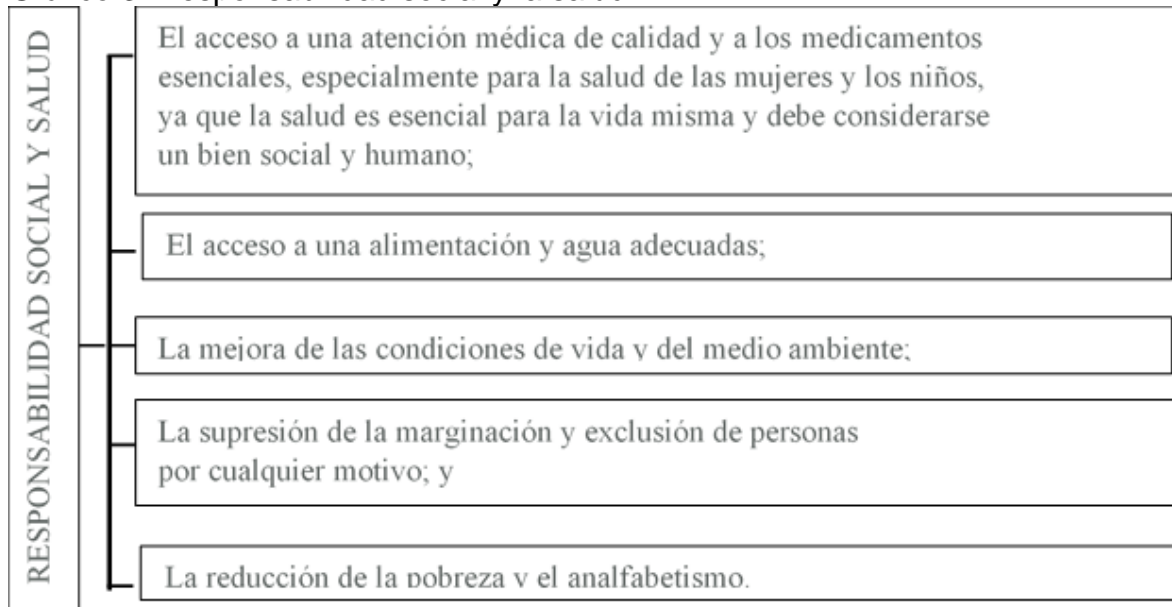 RESPONSABILIDAD SOCIAL Y SALUD
El acceso a una atención médica de calidad y a los medicamentos
esenciales, especialmente para la salud de las mujeres y los niños,
ya que la salud es esencial para la vida misma y debe considerarse
un bien social y humano;
El acceso a una alimentación y agua adecuadas;
La mejora de las condiciones de vida y del medio ambiente;
La supresión de la marginación y exclusión de personas
por cualquier motivo; y
La reducción de la pobreza y el analfabetismo.